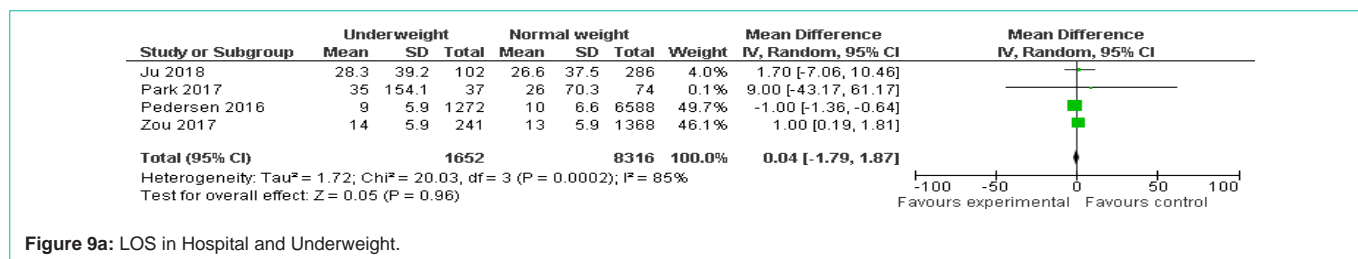 Underweight Normal weight Mean Difference Mean Difference
Study or Subgroup Mean SD Total Mean SD Total Weight IV, Random, 95% CI IV, Random, 95% CI
Ju 2018 28.3 39.2 102 26.6 37.5 286 4.0% 1.70 [-7.06, 10.46]
Park 2017 35 154.1 37 26 70.3 74 0.1% 9.00 [-43.17, 61.17]
Pedersen 2016 9 5.9 1272 10 6.6 6588 49.7% -1.00 [-1.36, -0.64]
Zou 2017 14 5.9 241 13 5.9 1368 46.1% 1.00 [0.19, 1.81]
Total (95% CI) 1652 8316 100.0% 0.04 [-1.79, 1.87]
Heterogeneity: Tau² = 1.72; Chi² = 20.03, df = 3 (P = 0.0002); I² = 85%
Test for overall effect: Z = 0.05 (P = 0.96)
-100 -50 0 50 100
Favours experimental Favours control
Figure 9a: LOS in Hospital and Underweight.